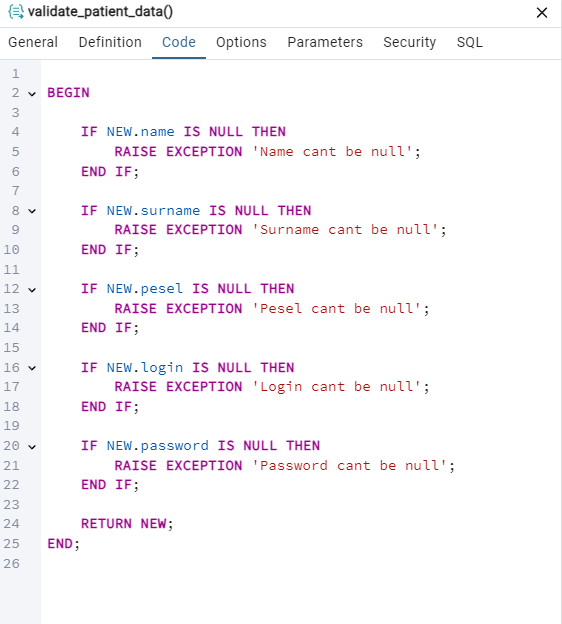 validate_patient_data()
General Definition Code Options Parameters Security SQL
1
2 BEGIN
3
4 IF NEW.name IS NULL THEN
5 RAISE EXCEPTION 'Name cant be null';
6 END IF;
7
8 IF NEW.surname IS NULL THEN
9 RAISE EXCEPTION 'Surname cant be null';
10 END IF;
11
12 IF NEW.pesel IS NULL THEN
13 RAISE EXCEPTION 'Pesel cant be null';
14 END IF;
15
16 IF NEW.login IS NULL THEN
17 RAISE EXCEPTION 'Login cant be null';
18 END IF;
19
20 IF NEW.password IS NULL THEN
21 RAISE EXCEPTION 'Password cant be null';
22 END IF;
23
24 RETURN NEW;
25 END;
26